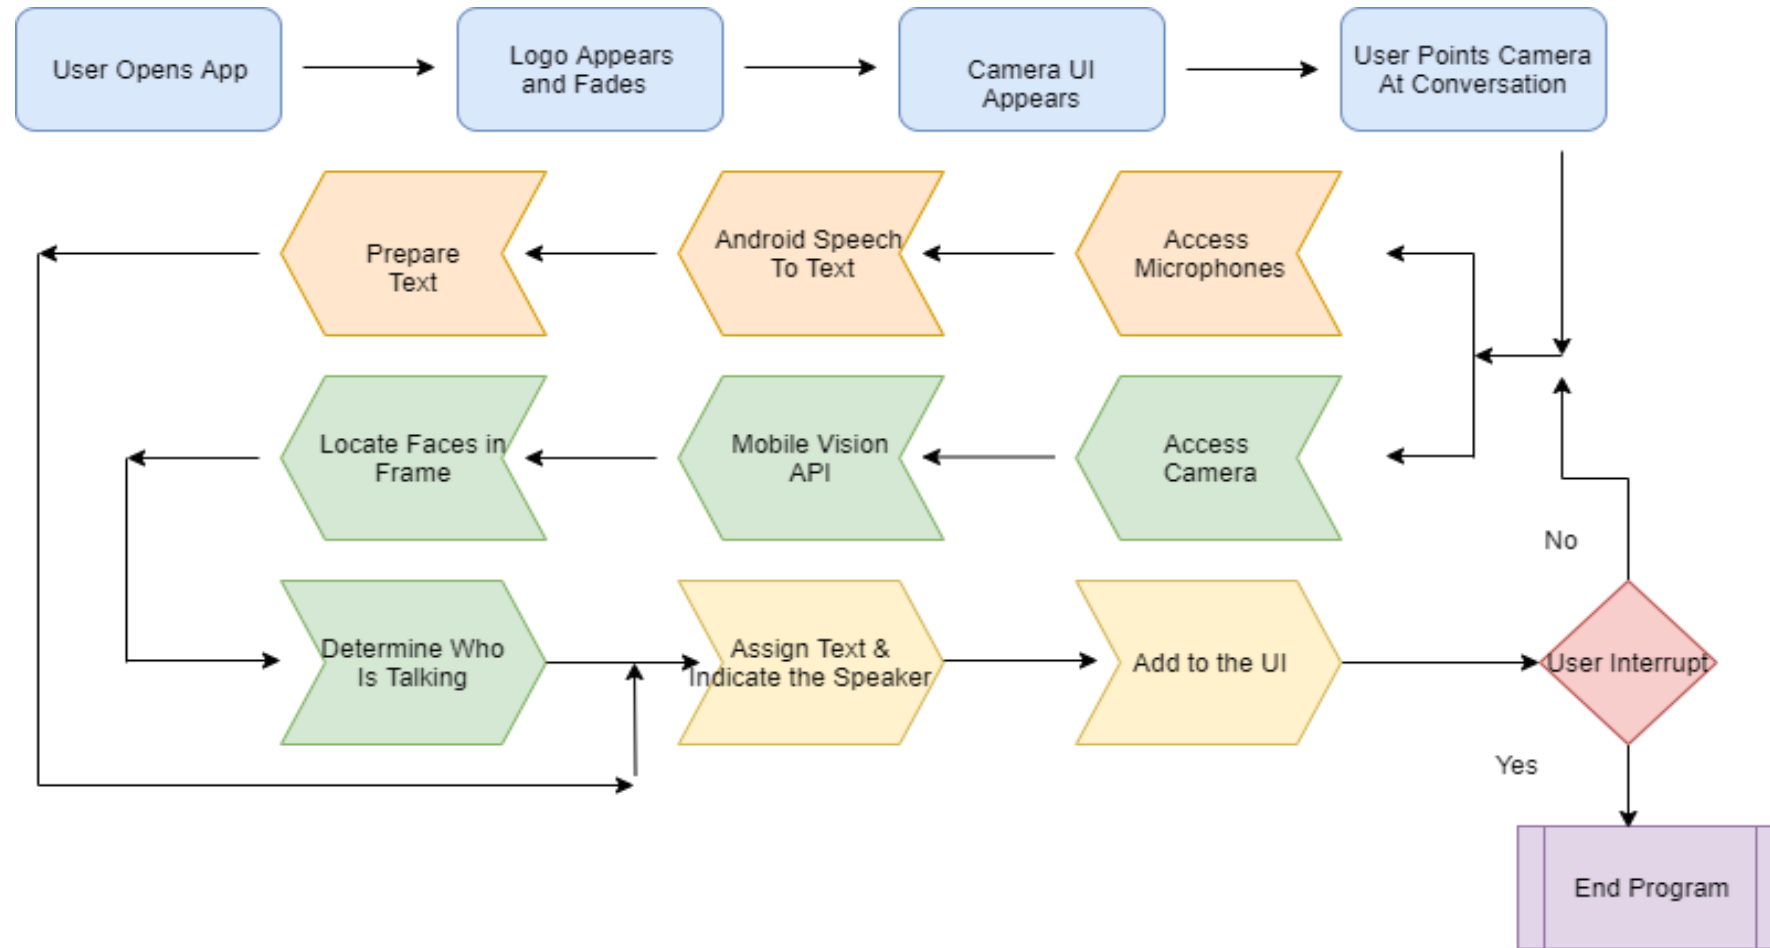 User Opens App
Logo Appears
and Fades
Camera UI
Appears
User Points Camera
At Conversation
Prepare
Text
Android Speech
To Text
Access
Microphones
Locate Faces in
Frame
Mobile Vision
API
Access
Camera
No
Determine Who
Is Talking
Assign Text &
Indicate the Speaker
Add to the UI
User Interrupt
Yes
End Program